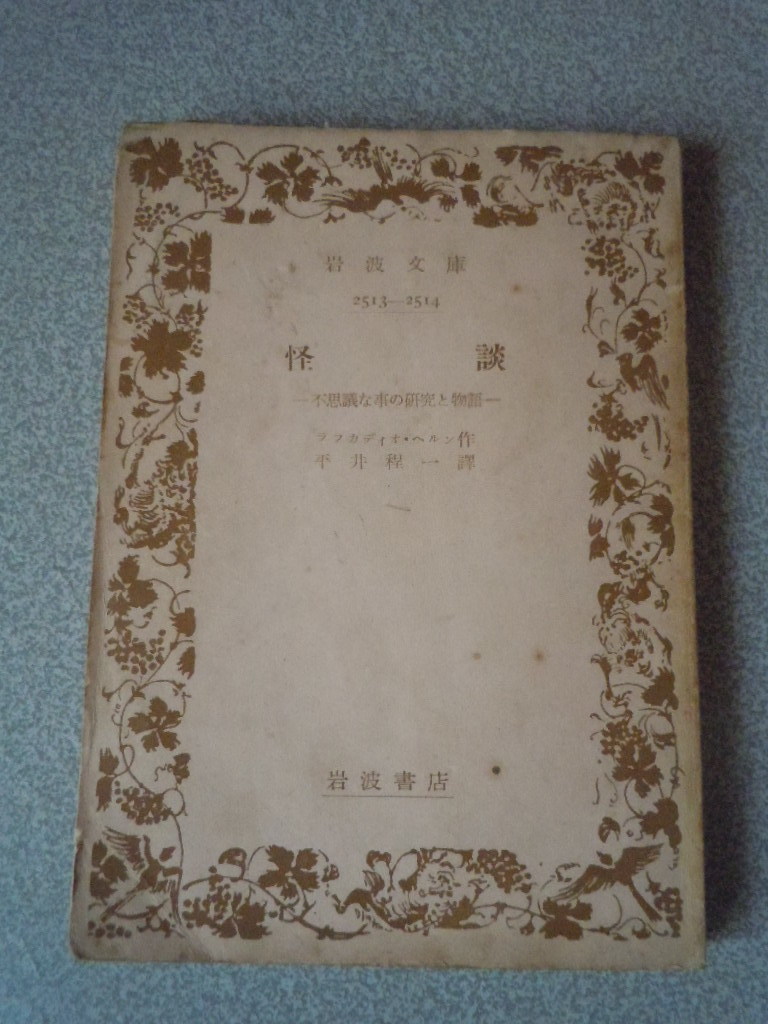 岩波文庫
2513—2514
怪談
—不思議な事の研究と物語—
ラフカディオ・ヘルン作
平井程一譯
岩波書店